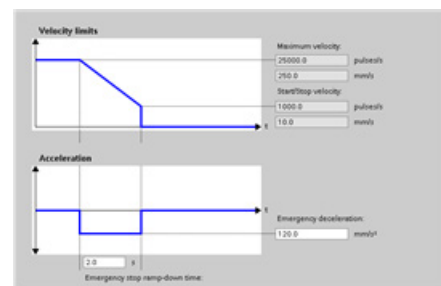 Velocity limits
Maximum velocity:
25000.0 pulses/s
250.0 mm/s
Start/Stop velocity:
1000.0 pulses/s
10.0 mm/s
t
Acceleration
t
Emergency deceleration:
120.0 mm/s²
2.0 s
Emergency stop ramp-down time: